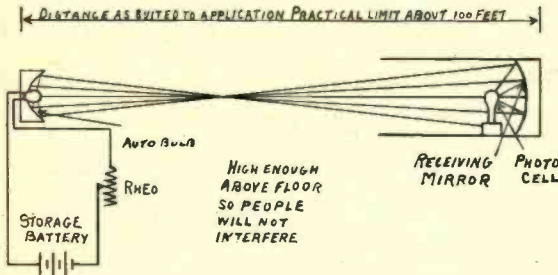 DISTANCE AS SUITED TO APPLICATION PRACTICAL LIMIT ABOUT 100 FEET
AUTO BULB
RHEO
STORAGE
BATTERY
HIGH ENOUGH
ABOVE FLOOR
SO PEOPLE
WILL NOT
INTERFERE
RECEIVING
MIRROR
PHOTO
CELL